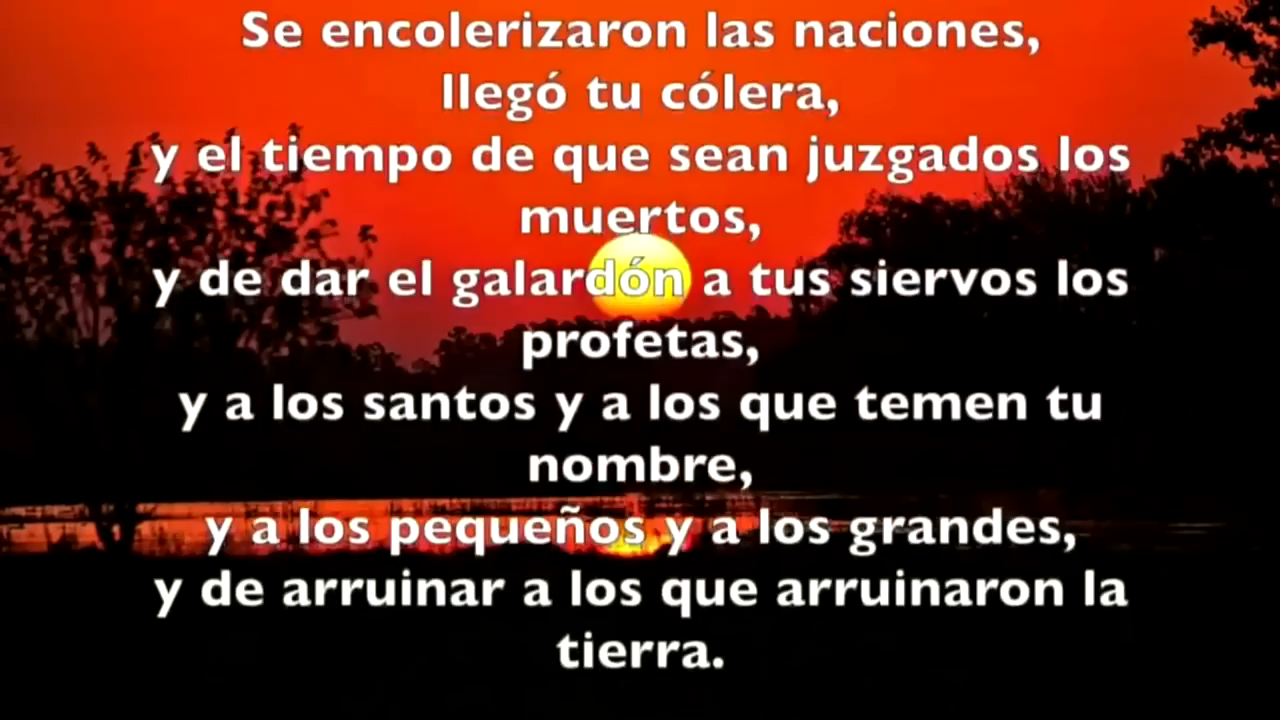 Se encolerizaron las naciones,
llegó tu cólera,
y el tiempo de que sean juzgados los
muertos,
y de dar el galardón a tus siervos los
profetas,
y a los santos y a los que temen tu
nombre,
y a los pequeños y a los grandes,
y de arruinar a los que arruinaron la
tierra.